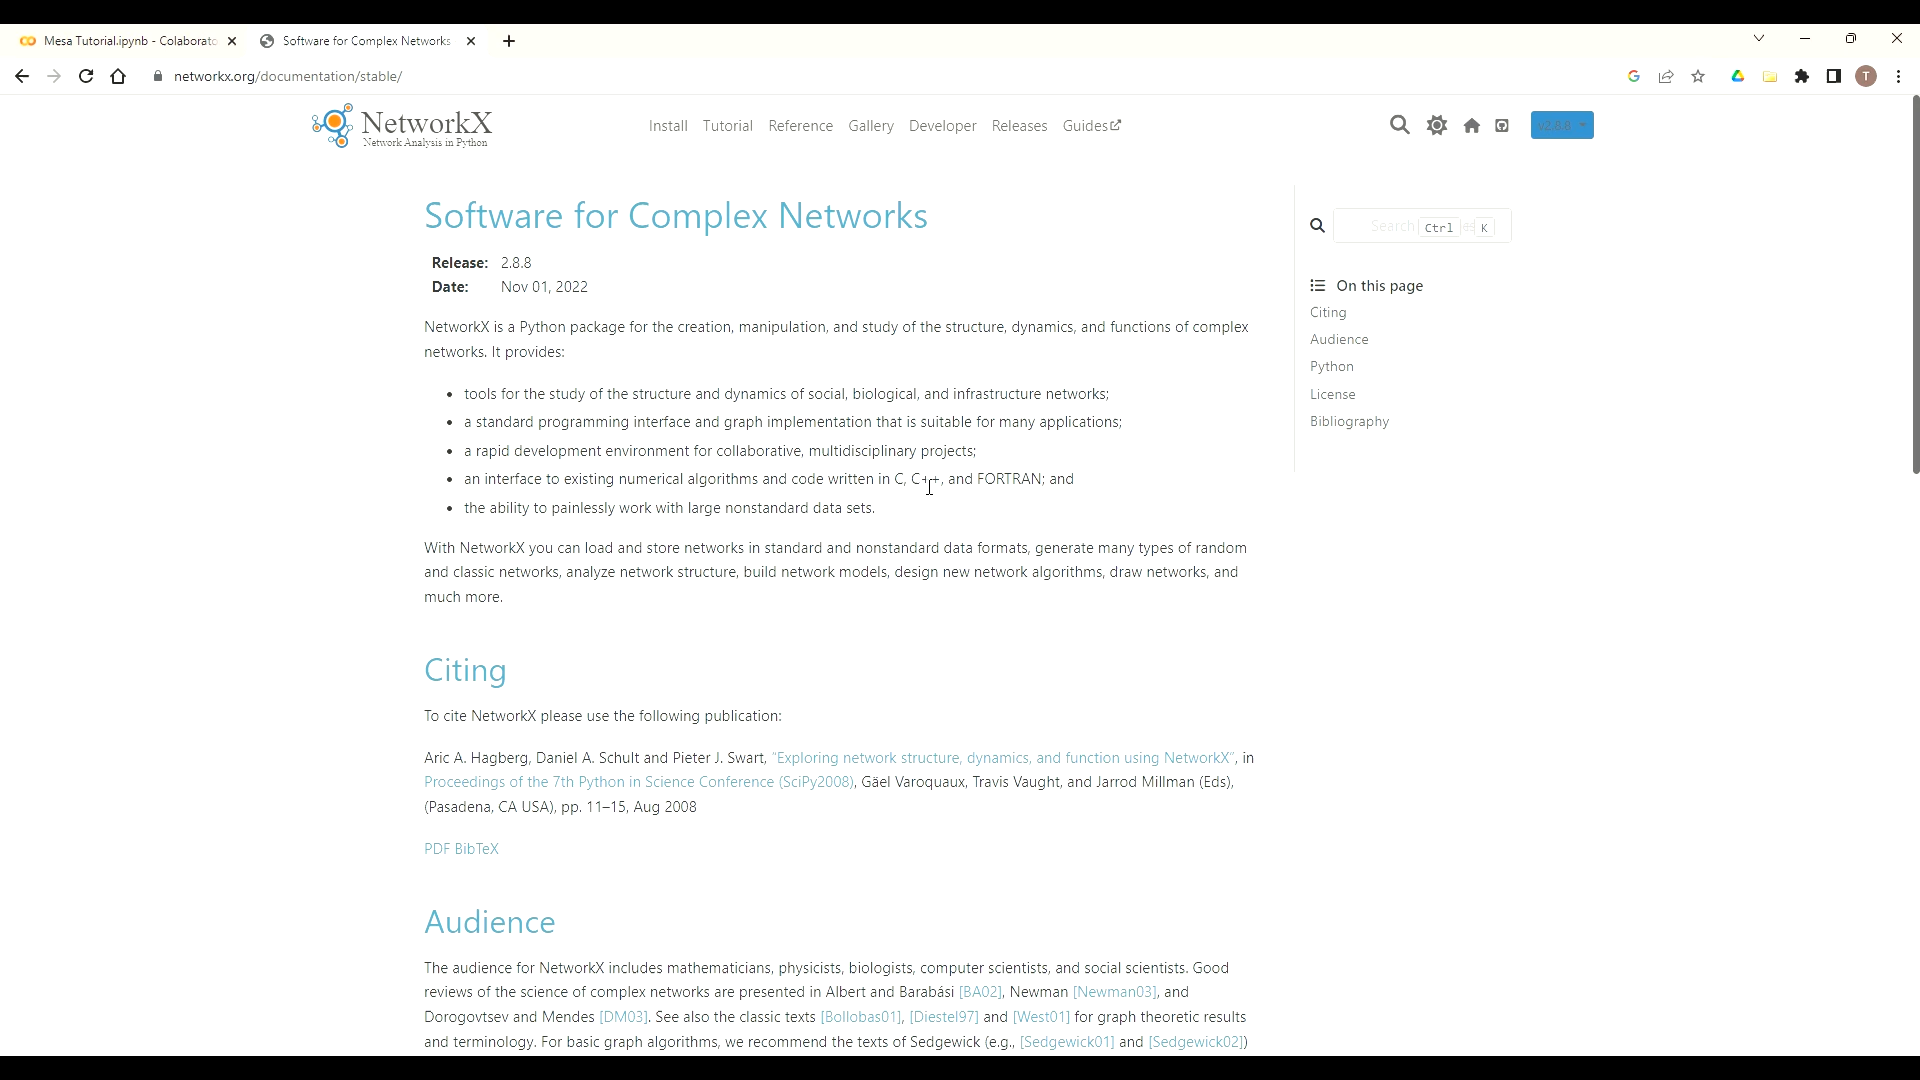 Mesa Tutorial.ipynb - Colaborato
Software for Complex Networks
networkx.org/documentation/stable/
T
NetworkX
Network Analysis in Python
Install Tutorial Reference Gallery Developer Releases Guides
v2.8.8
Software for Complex Networks
Release: 2.8.8
Date: Nov 01, 2022
NetworkX is a Python package for the creation, manipulation, and study of the structure, dynamics, and functions of complex
networks. It provides:
• tools for the study of the structure and dynamics of social, biological, and infrastructure networks;
• a standard programming interface and graph implementation that is suitable for many applications;
• a rapid development environment for collaborative, multidisciplinary projects;
• an interface to existing numerical algorithms and code written in C, C++, and FORTRAN; and
• the ability to painlessly work with large nonstandard data sets.
With NetworkX you can load and store networks in standard and nonstandard data formats, generate many types of random
and classic networks, analyze network structure, build network models, design new network algorithms, draw networks, and
much more.
Citing
To cite NetworkX please use the following publication:
Aric A. Hagberg, Daniel A. Schult and Pieter J. Swart, “Exploring network structure, dynamics, and function using NetworkX”, in
Proceedings of the 7th Python in Science Conference (SciPy2008), Gäel Varoquaux, Travis Vaught, and Jarrod Millman (Eds),
(Pasadena, CA USA), pp. 11–15, Aug 2008
PDF BibTeX
Audience
The audience for NetworkX includes mathematicians, physicists, biologists, computer scientists, and social scientists. Good
reviews of the science of complex networks are presented in Albert and Barabási [BA02], Newman [Newman03], and
Dorogovtsev and Mendes [DM03]. See also the classic texts [Bollobas01], [Diestel97] and [West01] for graph theoretic results
and terminology. For basic graph algorithms, we recommend the texts of Sedgewick (e.g., [Sedgewick01] and [Sedgewick02])
Search Ctrl K
On this page
Citing
Audience
Python
License
Bibliography